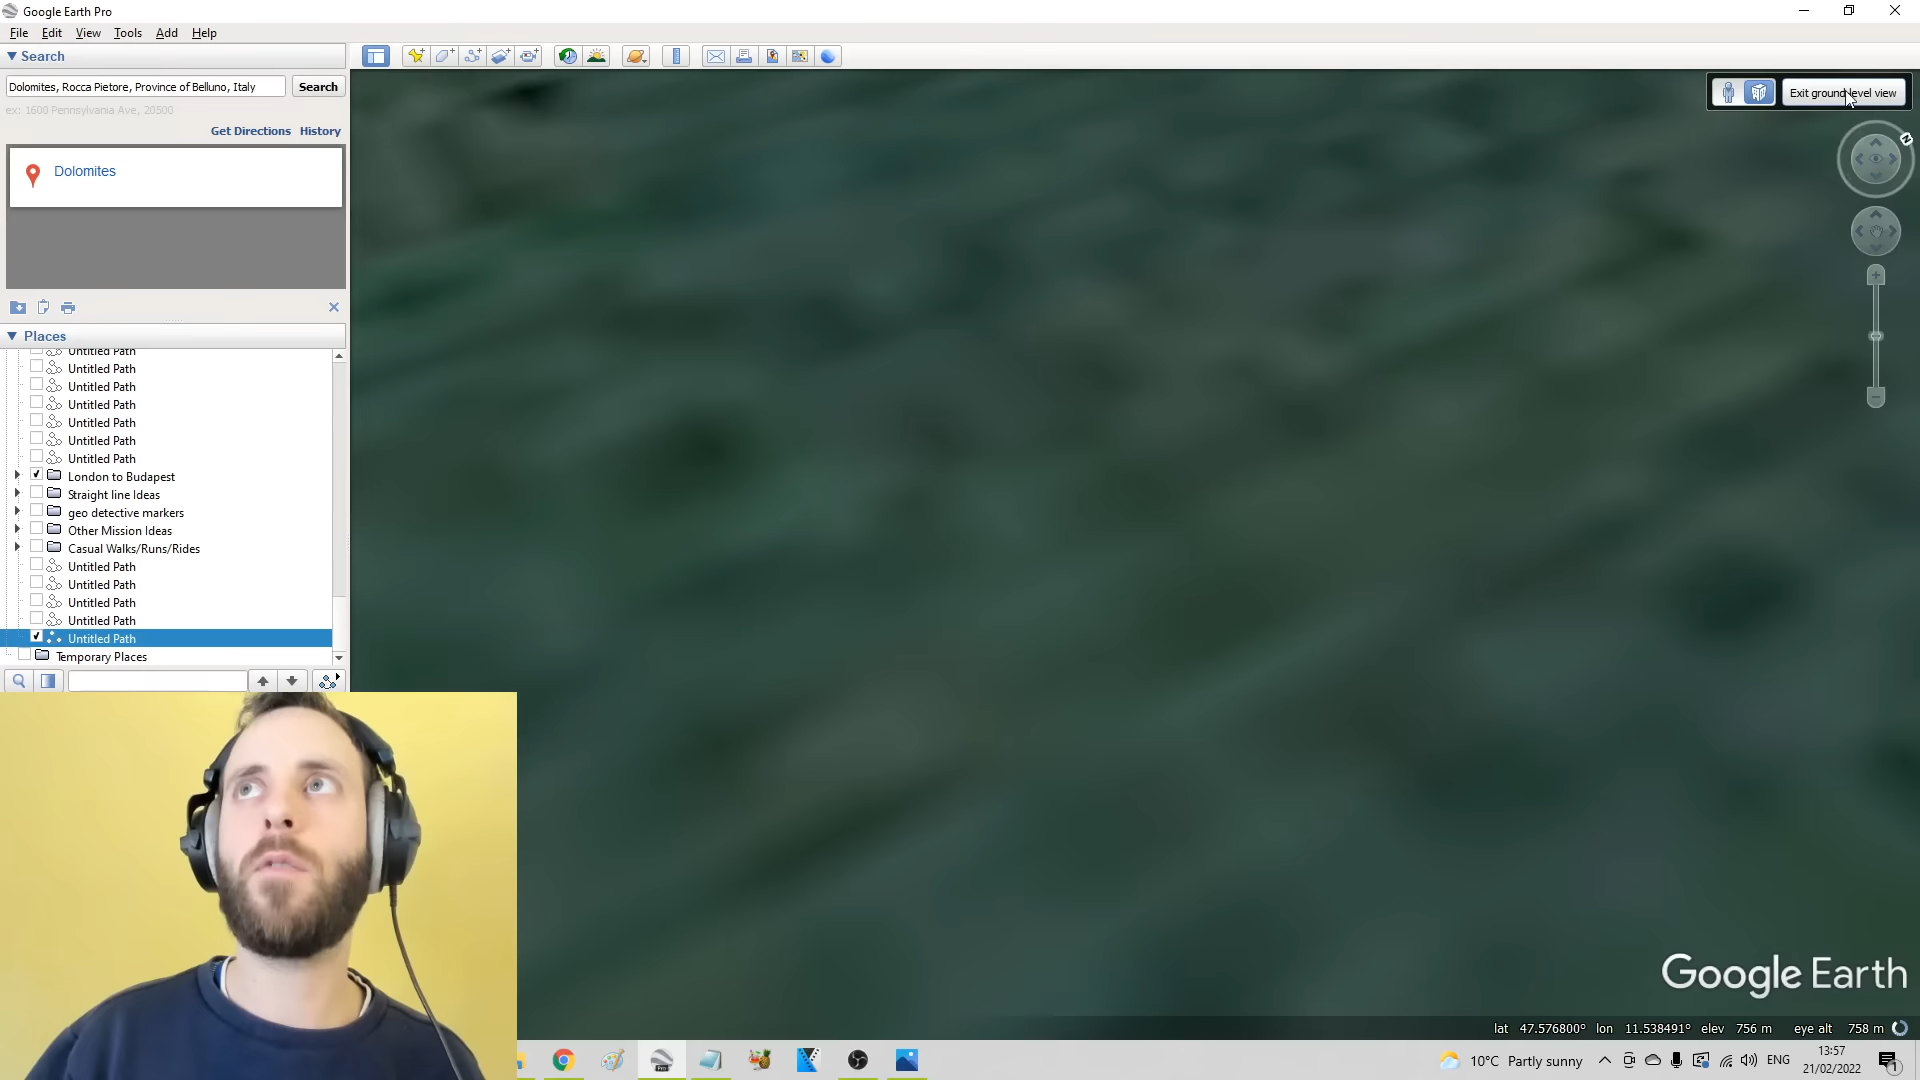 Google Earth Pro
File Edit View Tools Add Help
Search
Dolomites, Rocca Pietore, Province of Belluno, Italy Search
ex: 1600 Pennsylvania Ave, 20500
Get Directions History
Dolomites
Exit ground-level view
Places
Untitled Path
Untitled Path
Untitled Path
Untitled Path
Untitled Path
Untitled Path
Untitled Path
London to Budapest
Straight line Ideas
geo detective markers
Other Mission Ideas
Casual Walks/Runs/Rides
Untitled Path
Untitled Path
Untitled Path
Untitled Path
Untitled Path
Temporary Places
Google Earth
lat 47.576800° lon 11.538491° elev 756 m eye alt 758 m
10°C Partly sunny ENG
13:57
21/02/2022